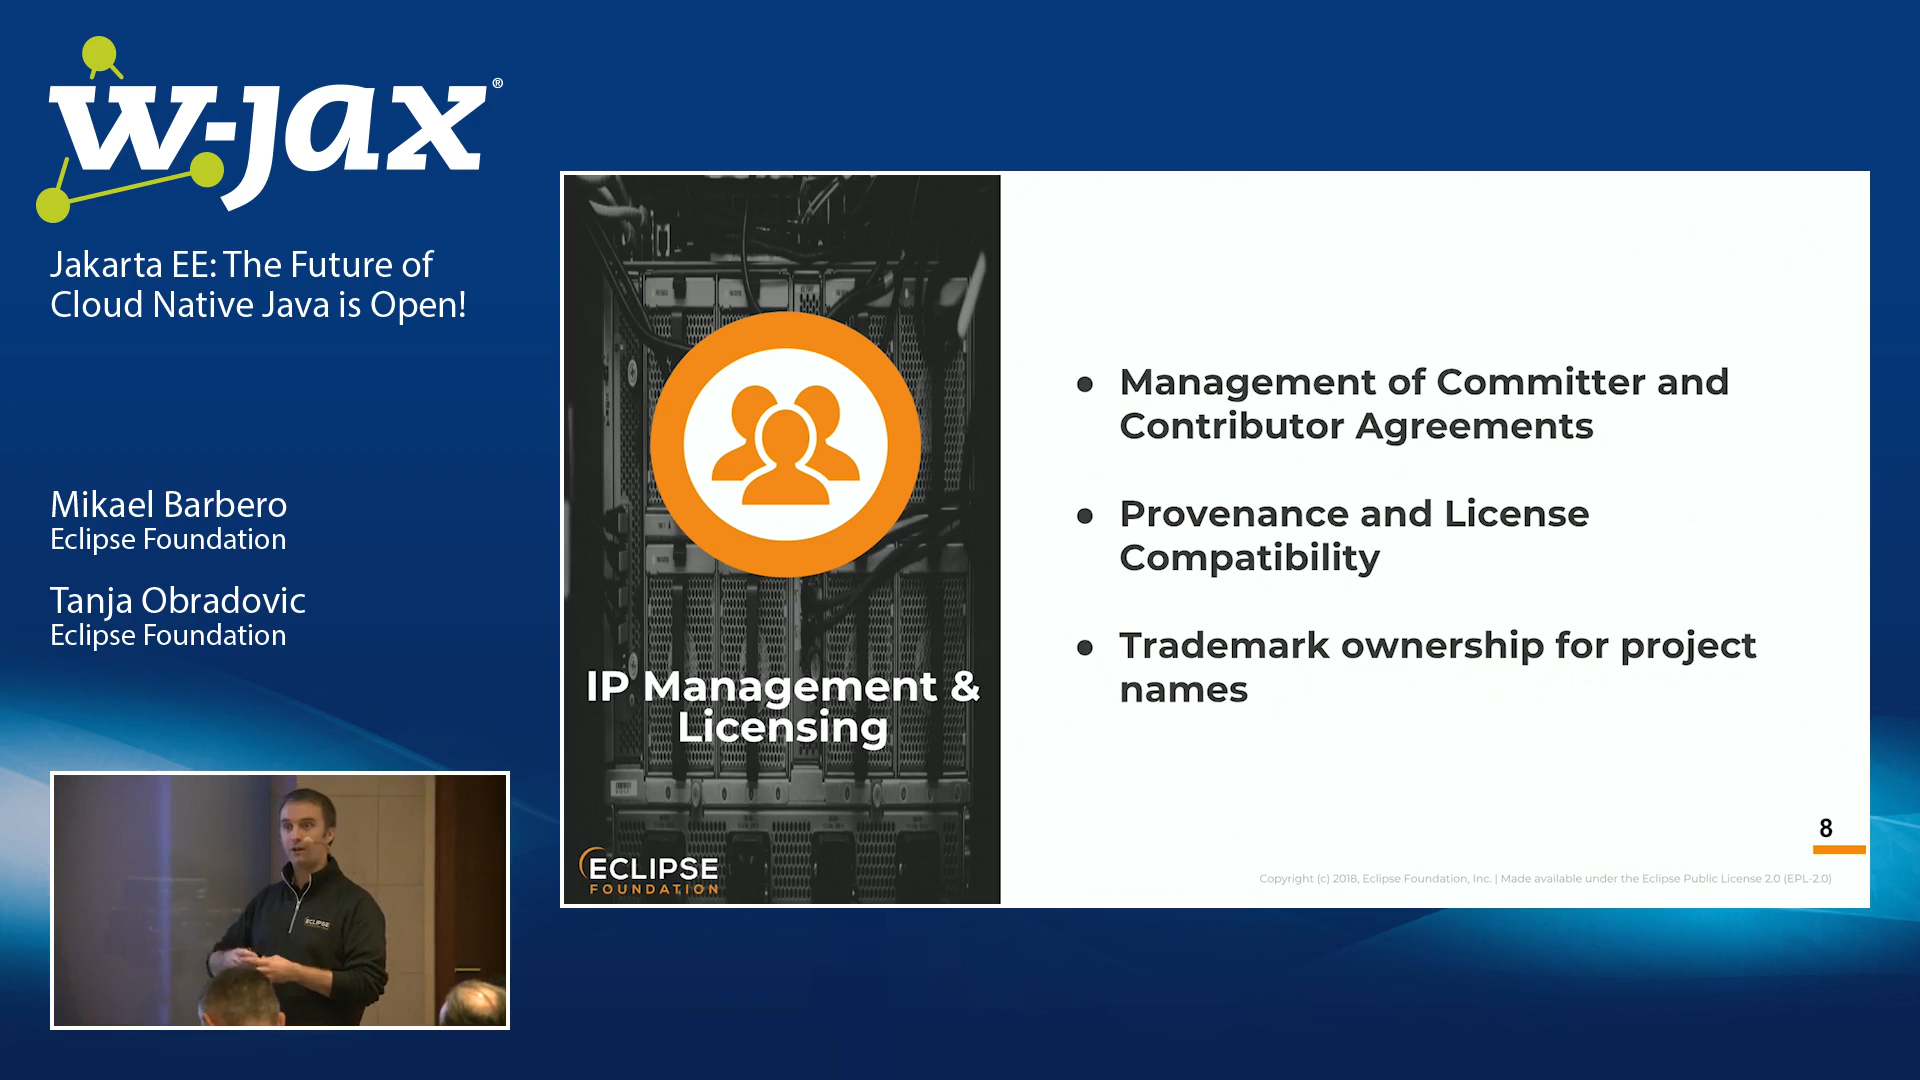 w-jax®
Jakarta EE: The Future of
Cloud Native Java is Open!
Mikael Barbero
Eclipse Foundation
Tanja Obradovic
Eclipse Foundation
IP Management &
Licensing
ECLIPSE
FOUNDATION
● Management of Committer and
Contributor Agreements
● Provenance and License
Compatibility
● Trademark ownership for project
names
8
Copyright (c) 2018, Eclipse Foundation, Inc. | Made available under the Eclipse Public License 2.0 (EPL-2.0)
ECLIPSE